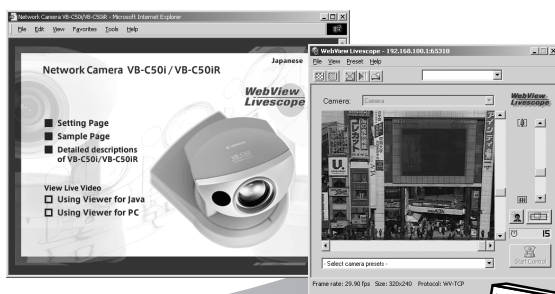 Network Camera VB-C50i/VB-C50iR - Microsoft Internet Explorer
File Edit View Favorites Tools Help
Japanese
Network Camera VB-C50i / VB-C50iR
WebView
Livescope
Setting Page
Sample Page
Detailed descriptions
of VB-C50i/VB-C50iR
View Live Video
Using Viewer for Java
Using Viewer for PC
WebView Livescope - 192.168.100.1:65310
File View Preset Help
Camera: Camera
WebView
Livescope
U.
15
Start Control
- Select camera presets -
Frame rate: 29.90 fps Size: 320x240 Protocol: WV-TCP